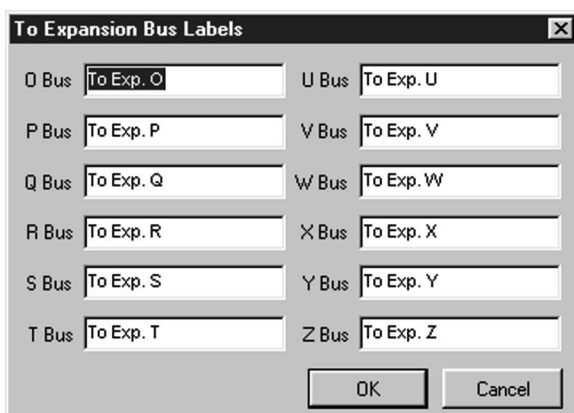 To Expansion Bus Labels
O Bus To Exp. O U Bus To Exp. U
P Bus To Exp. P V Bus To Exp. V
Q Bus To Exp. Q W Bus To Exp. W
R Bus To Exp. R X Bus To Exp. X
S Bus To Exp. S Y Bus To Exp. Y
T Bus To Exp. T Z Bus To Exp. Z
OK Cancel